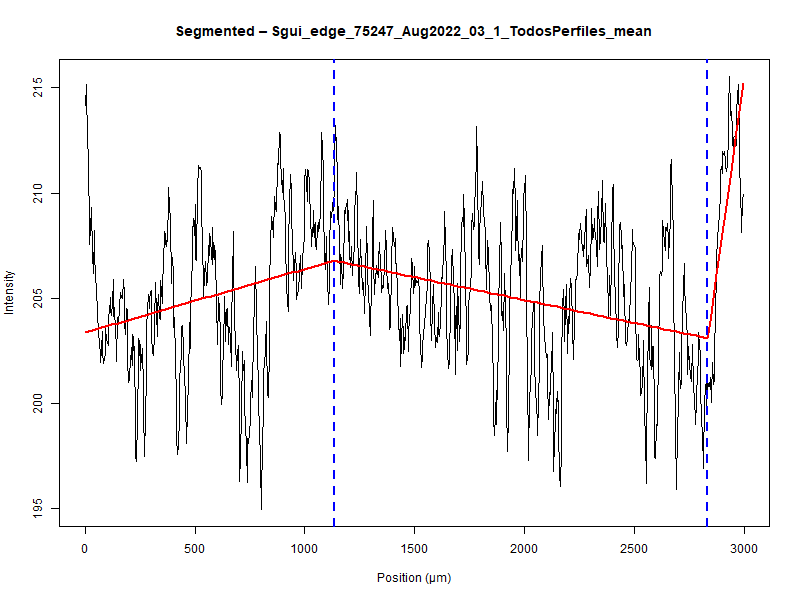 Segmented – Sgui_edge_75247_Aug2022_03_1_TodosPerfiles_mean
Intensity
215
210
205
200
195
0 500 1000 1500 2000 2500 3000
Position (µm)